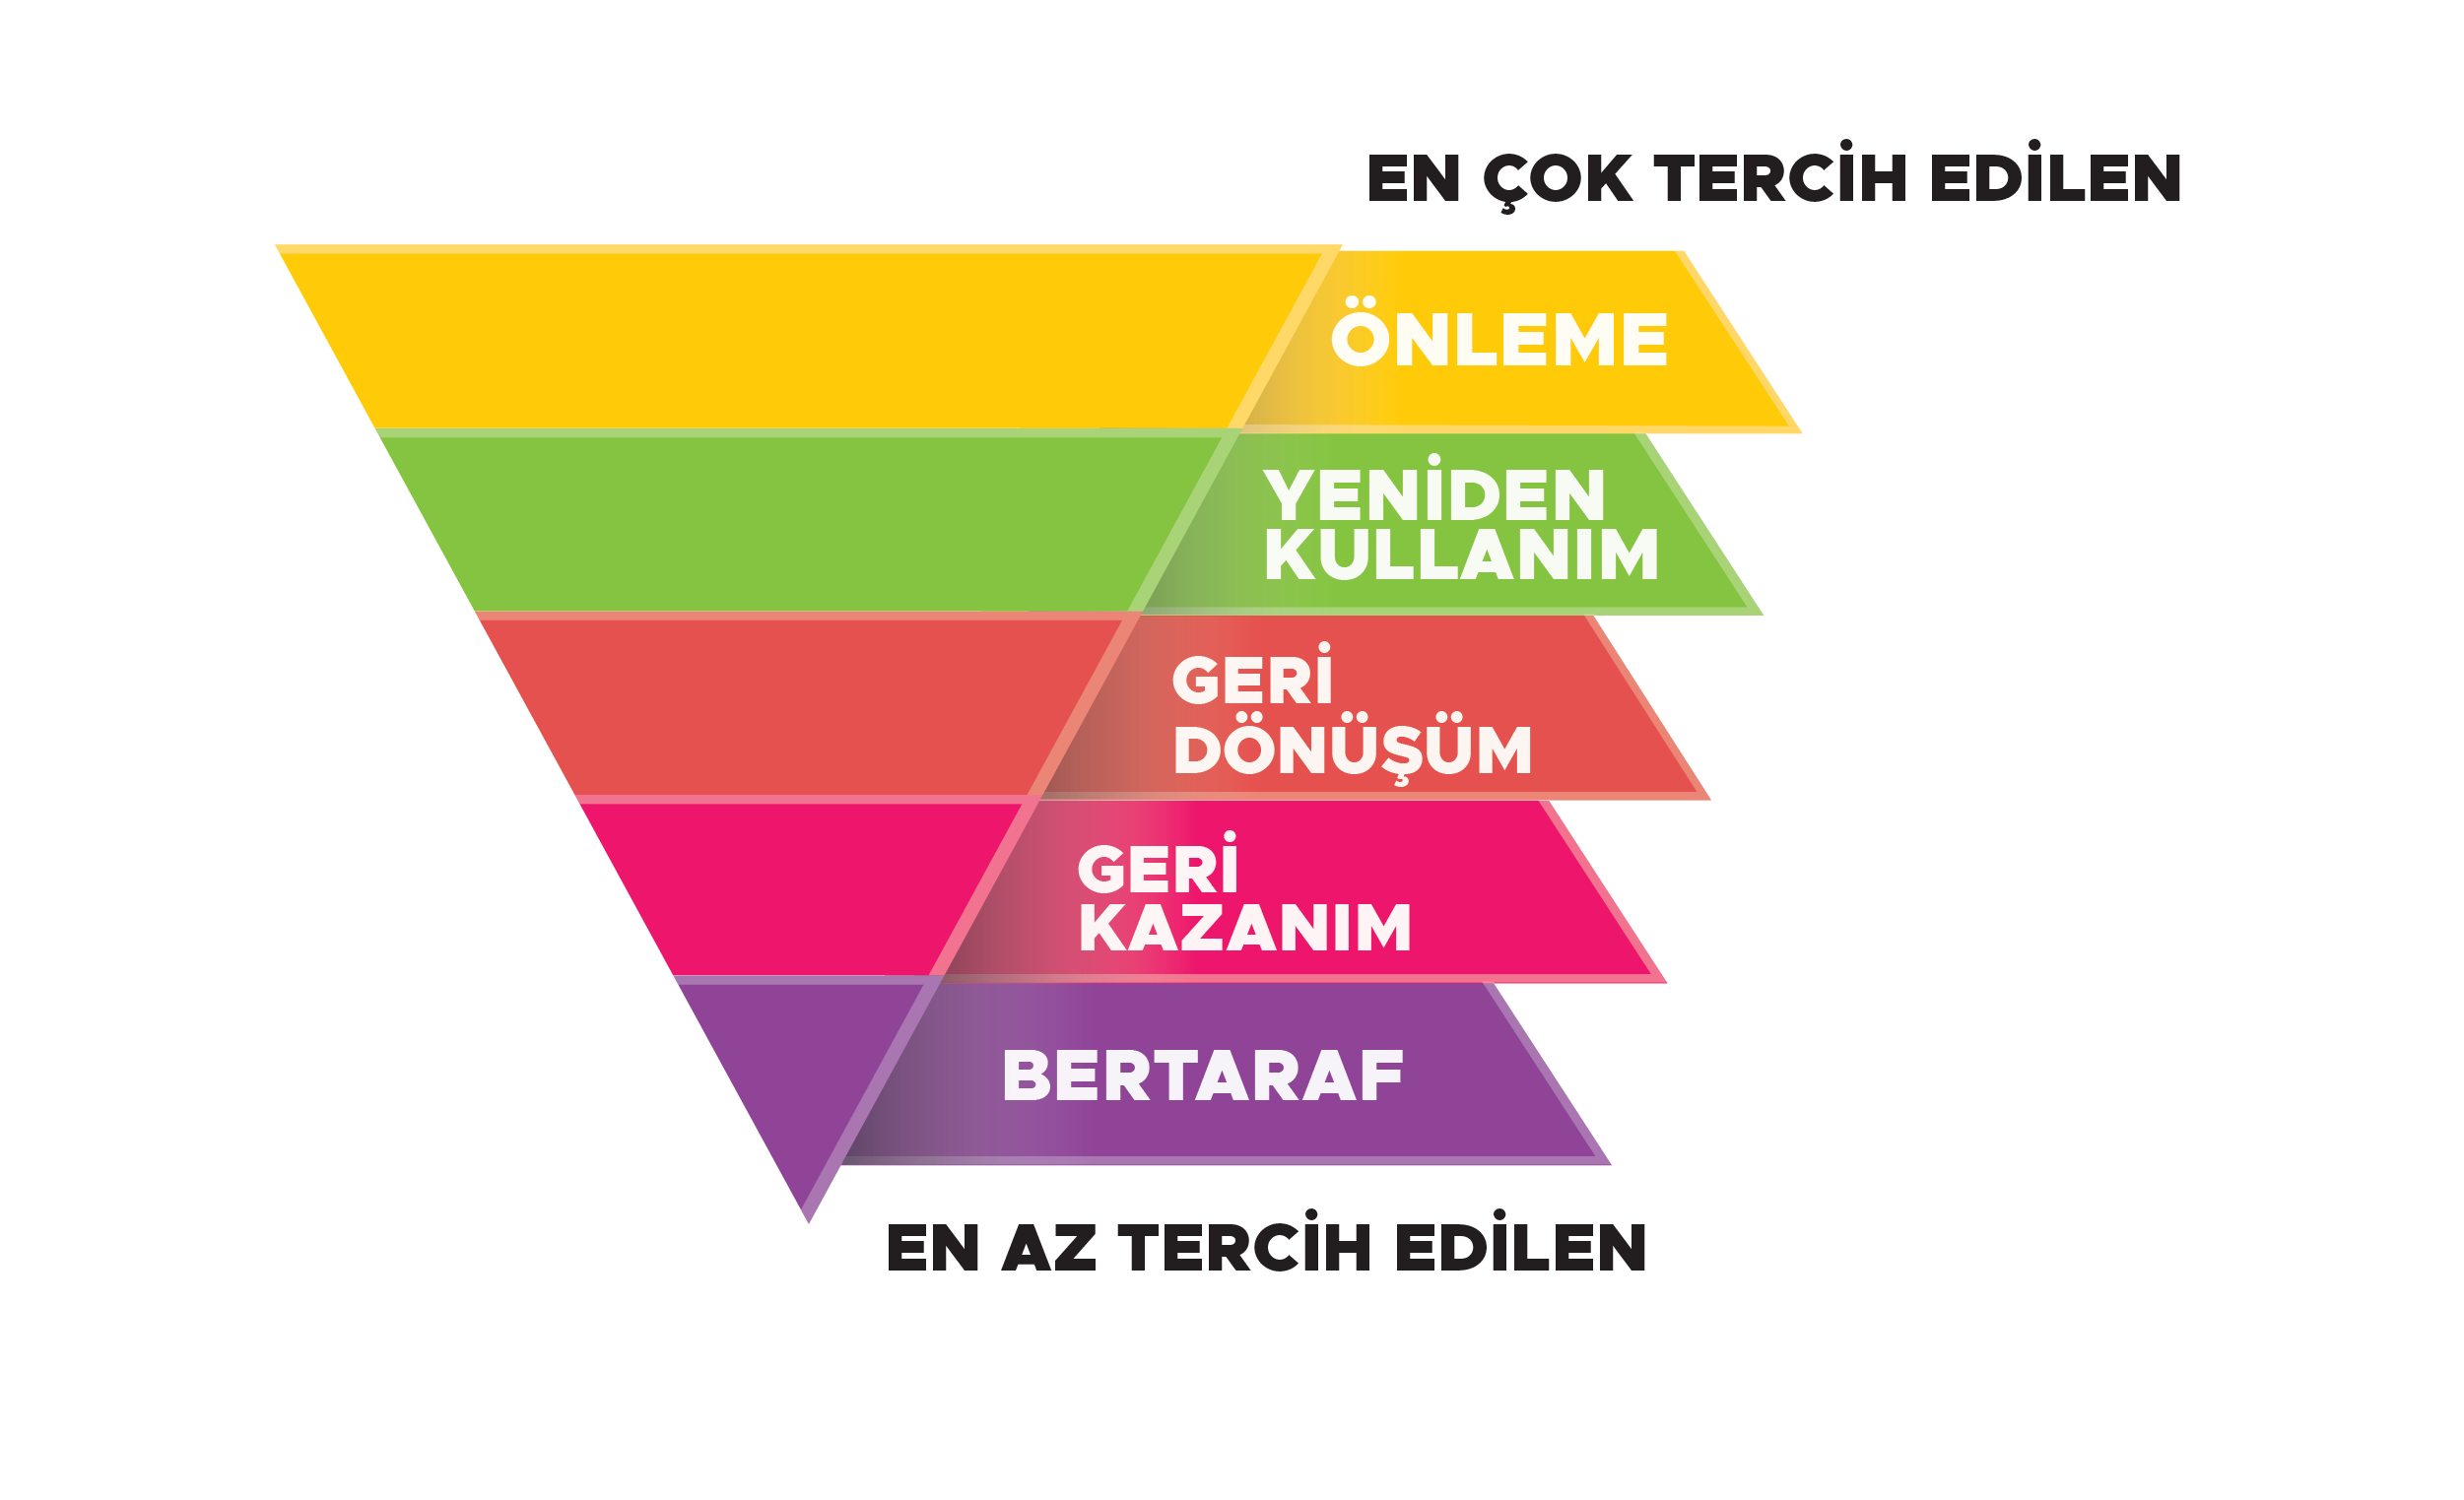 EN ÇOK TERCİH EDİLEN
ÖNLEME
YENİDEN
KULLANIM
GERİ
DÖNÜŞÜM
GERİ
KAZANIM
BERTARAF
EN AZ TERCİH EDİLEN